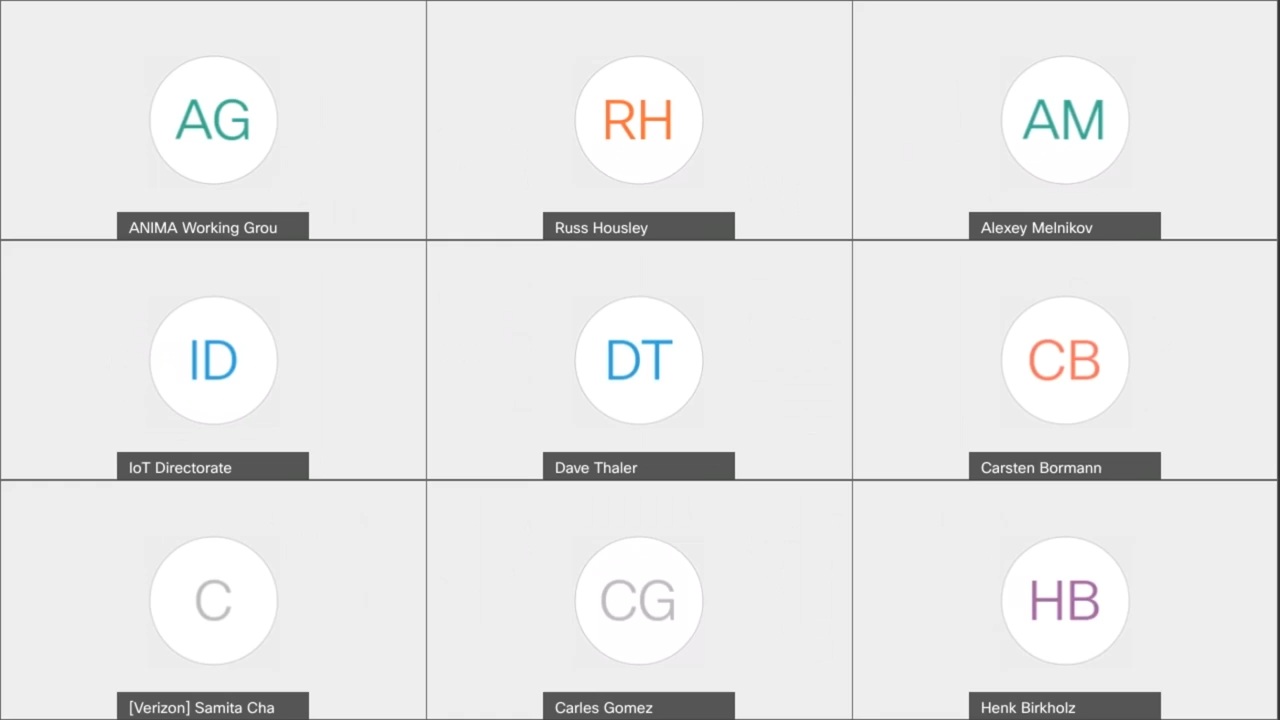 AG
RH
AM
ANIMA Working Grou
Russ Housley
Alexey Melnikov
ID
DT
CB
IoT Directorate
Dave Thaler
Carsten Bormann
C
CG
HB
[Verizon] Samita Cha
Carles Gomez
Henk Birkholz